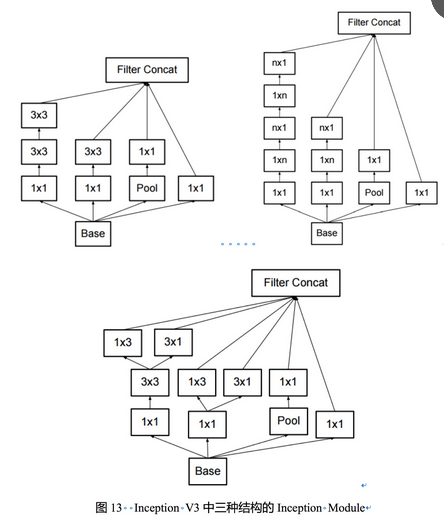 Filter Concat
3x3
3x3
3x3
1x1
1x1
1x1
Pool
1x1
Base
Filter Concat
nx1
1xn
nx1
nx1
1xn
1xn
1x1
1x1
1x1
Pool
1x1
Base
Filter Concat
1x3
3x1
3x3
1x3
3x1
1x1
1x1
1x1
Pool
1x1
Base
图 13 Inception V3 中三种结构的 Inception Module